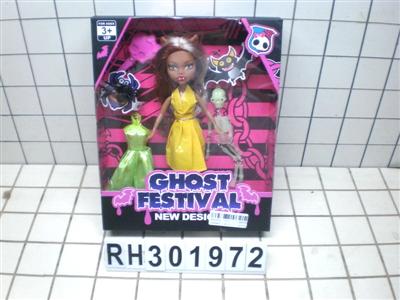 FOR AGES
3+
UP
GHOST
FESTIVAL
NEW DESIGN
RH301972